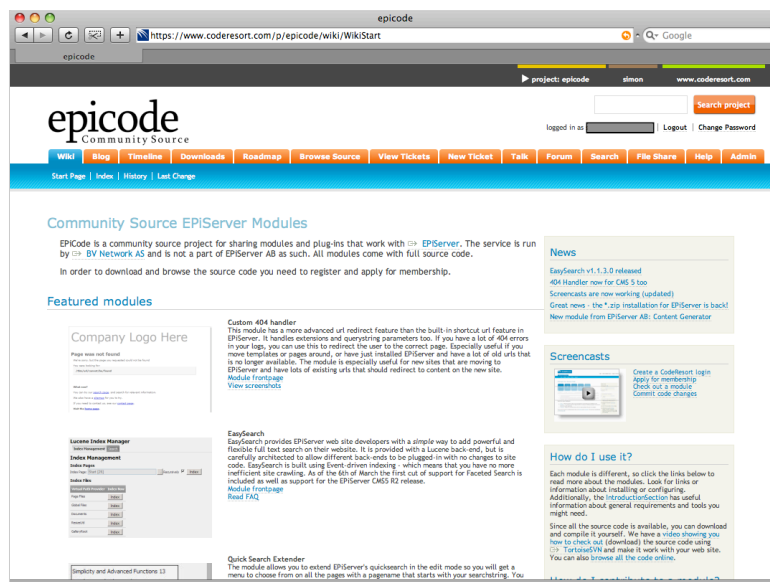 epicode
https://www.coderesort.com/p/epicode/wiki/WikiStart
Google
epicode
project: epicode simon www.coderesort.com
Search project
epicode
Community Source
logged in as | Logout | Change Password
Wiki Blog Timeline Downloads Roadmap Browse Source View Tickets New Ticket Talk Forum Search File Share Help Admin
Start Page | Index | History | Last Change
Community Source EPiServer Modules
EPiCode is a community source project for sharing modules and plug-ins that work with EPiServer. The service is run
by BV Network AS and is not a part of EPiServer AB as such. All modules come with full source code.
In order to download and browse the source code you need to register and apply for membership.
Featured modules
Company Logo Here
Page was not found
Custom 404 handler
This module has a more advanced url redirect feature than the built-in shortcut url feature in
EPiServer. It handles extensions and querystring parameters too. If you have a lot of 404 errors
in your logs, you can use this to redirect the user to the correct page. Especially useful if you
move templates or pages around, or have just installed EPiServer and have a lot of old urls that
is no longer available. The module is especially useful for new sites that are moving to
EPiServer and have lots of existing urls that should redirect to content on the new site.
Module frontpage
View screenshots
Lucene Index Manager
Index Management
Index Management
Index Pages
Index Files
EasySearch
EasySearch provides EPiServer web site developers with a simple way to add powerful and
flexible full text search on their website. It is provided with a Lucene back-end, but is
carefully architected to allow different back-ends to be plugged-in with no changes to site
code. EasySearch is built using Event-driven indexing - which means that you have no more
inefficient site crawling. As of the 6th of March the first cut of support for Faceted Search is
included as well as support for the EPiServer CMS5 R2 release.
Module frontpage
Read FAQ
Simplicity and Advanced Functions 13
Quick Search Extender
The module allows you to extend EPiServer's quicksearch in the edit mode so you will get a
menu to choose from on all the pages with a pagename that starts with your searchstring. You
News
EasySearch v1.1.3.0 released
404 Handler now for CMS 5 too
Screencasts are now working (updated)
Great news - the *.zip installation for EPiServer is back!
New module from EPiServer AB: Content Generator
Screencasts
Create a CodeResort login
Apply for membership
Check out a module
Commit code changes
How do I use it?
Each module is different, so click the links below to
read more about the modules. Look for links or
information about installing or configuring.
Additionally, the IntroductionSection has useful
information about general requirements and tools you
might need.
Since all the source code is available, you can download
and compile it yourself. We have a video showing you
how to check out (download) the source code using
TortoiseSVN and make it work with your web site.
You can also browse all the code online.
How do I contribute to a module?